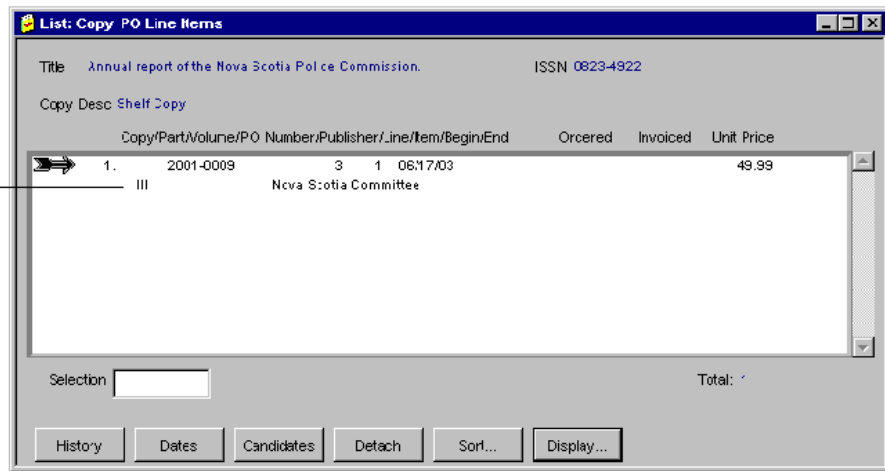 List: Copy PO Line Items
Title Annual report of the Nova Scotia Police Commission. ISSN 0823-4922
Copy Desc Shelf Copy
Copy/Part/Volume/PO Number/Publisher/Line/Item/Begin/End Orcered Invoiced Unit Price
1. 2001-0009 3 1 06/17/03 49.99
III Nova Scotia Committee
Selection Total:
History Dates Candidates Detach Sort... Display...